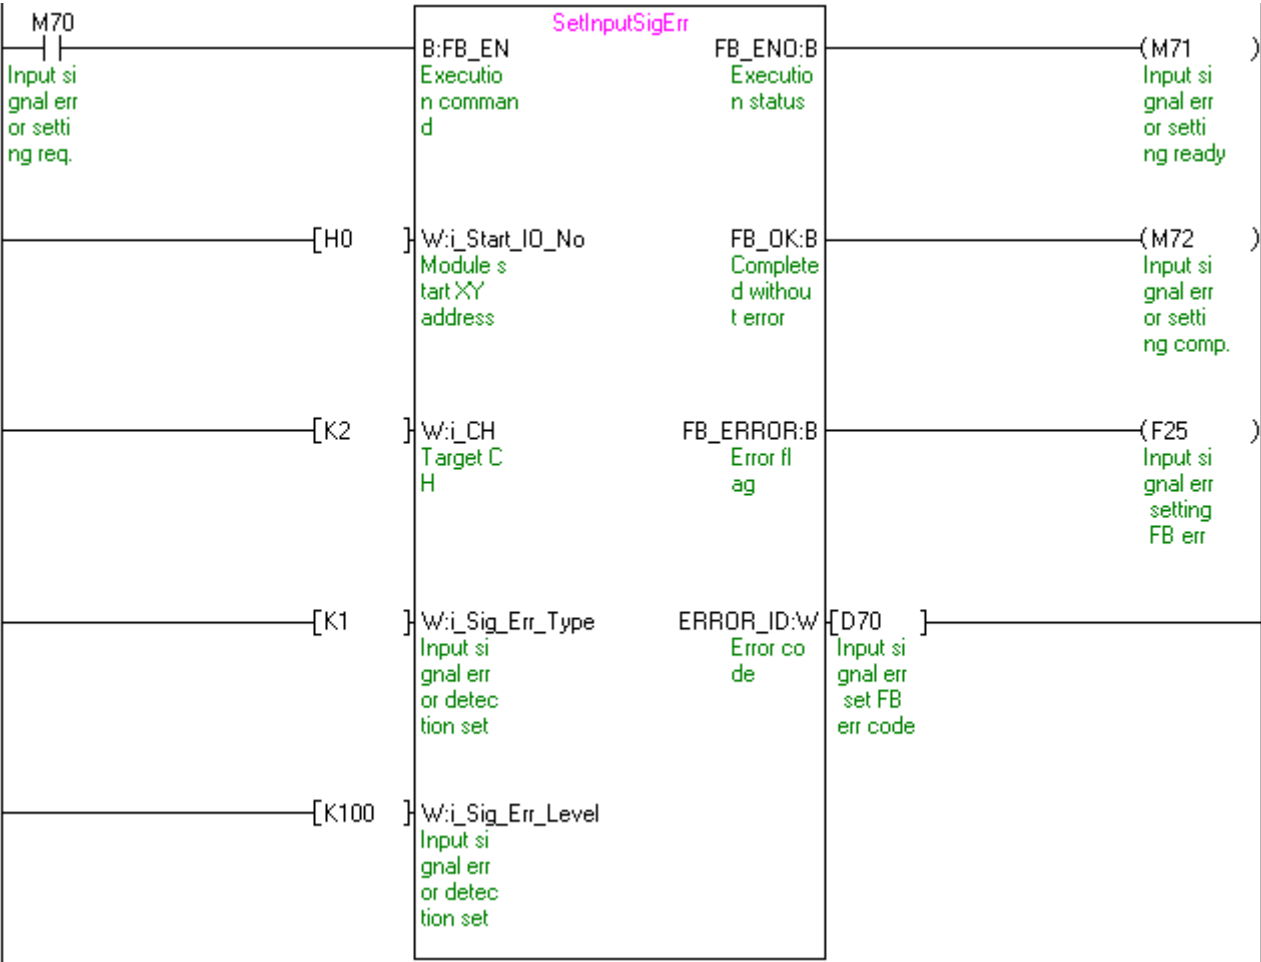 M70
SetInputSigErr
B:FB_EN
FB_ENO:B
(M71 )
Input si
gnal err
or setti
ng req.
Executio
n comman
d
Executio
n status
Input si
gnal err
or setti
ng ready
[H0 ]
W:i_Start_IO_No
FB_OK:B
(M72 )
Module s
tart XY
address
Complete
d withou
t error
Input si
gnal err
or setti
ng comp.
[K2 ]
W:i_CH
FB_ERROR:B
(F25 )
Target C
H
Error fl
ag
Input si
gnal err
setting
FB err
[K1 ]
W:i_Sig_Err_Type
ERROR_ID:W
[D70 ]
Input si
gnal err
or detec
tion set
Error co
de
Input si
gnal err
set FB
err code
[K100 ]
W:i_Sig_Err_Level
Input si
gnal err
or detec
tion set